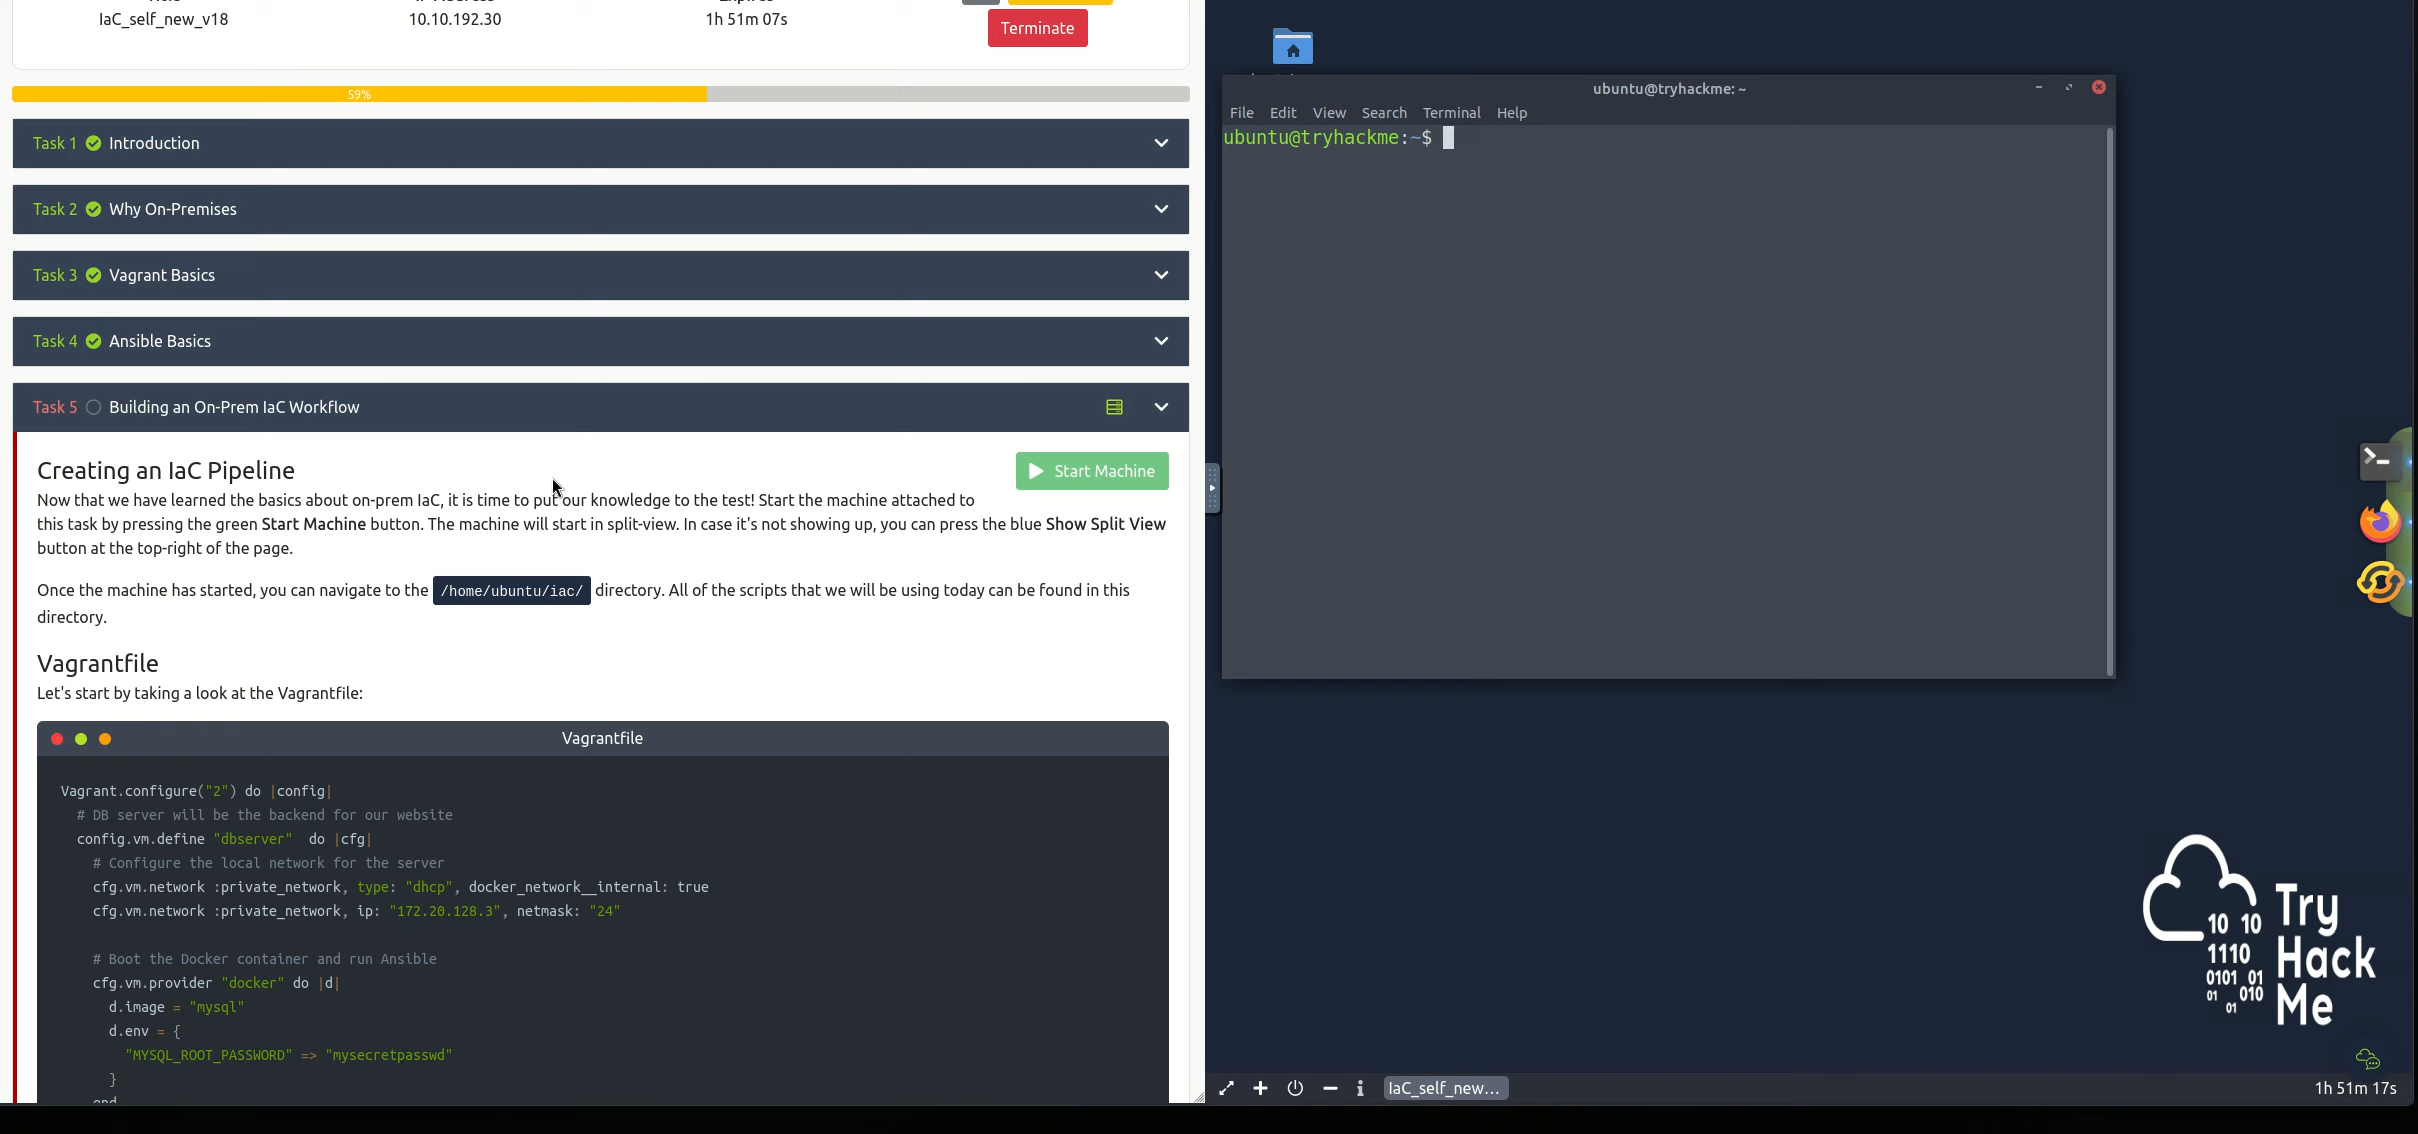 IaC_self_new_v18
10.10.192.30
1h 51m 07s
Terminate
59%
Task 1 Introduction
Task 2 Why On-Premises
Task 3 Vagrant Basics
Task 4 Ansible Basics
Task 5 Building an On-Prem IaC Workflow
Creating an IaC Pipeline
Start Machine
Now that we have learned the basics about on-prem IaC, it is time to put our knowledge to the test! Start the machine attached to
this task by pressing the green Start Machine button. The machine will start in split-view. In case it's not showing up, you can press the blue Show Split View
button at the top-right of the page.
Once the machine has started, you can navigate to the /home/ubuntu/iac/ directory. All of the scripts that we will be using today can be found in this
directory.
Vagrantfile
Let's start by taking a look at the Vagrantfile:
Vagrantfile
Vagrant.configure("2") do |config|
# DB server will be the backend for our website
config.vm.define "dbserver"  do |cfg|
# Configure the local network for the server
cfg.vm.network :private_network, type: "dhcp", docker_network__internal: true
cfg.vm.network :private_network, ip: "172.20.128.3", netmask: "24"
# Boot the Docker container and run Ansible
cfg.vm.provider "docker" do |d|
d.image = "mysql"
d.env = {
"MYSQL_ROOT_PASSWORD" => "mysecretpasswd"
}
end
ubuntu@tryhackme: ~
File Edit View Search Terminal Help
ubuntu@tryhackme:~$
10 10
1110
0101 01
01 010
01
Try
Hack
Me
IaC_self_new...
1h 51m 17s